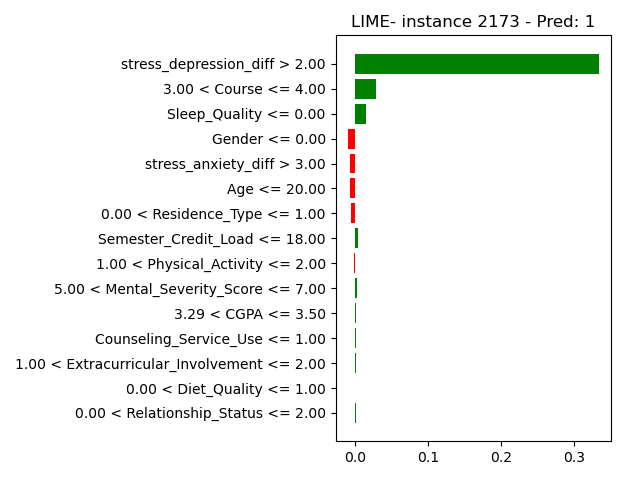 LIME- instance 2173 - Pred: 1
stress_depression_diff > 2.00
3.00 < Course <= 4.00
Sleep_Quality <= 0.00
Gender <= 0.00
stress_anxiety_diff > 3.00
Age <= 20.00
0.00 < Residence_Type <= 1.00
Semester_Credit_Load <= 18.00
1.00 < Physical_Activity <= 2.00
5.00 < Mental_Severity_Score <= 7.00
3.29 < CGPA <= 3.50
Counseling_Service_Use <= 1.00
1.00 < Extracurricular_Involvement <= 2.00
0.00 < Diet_Quality <= 1.00
0.00 < Relationship_Status <= 2.00
0.0 0.1 0.2 0.3